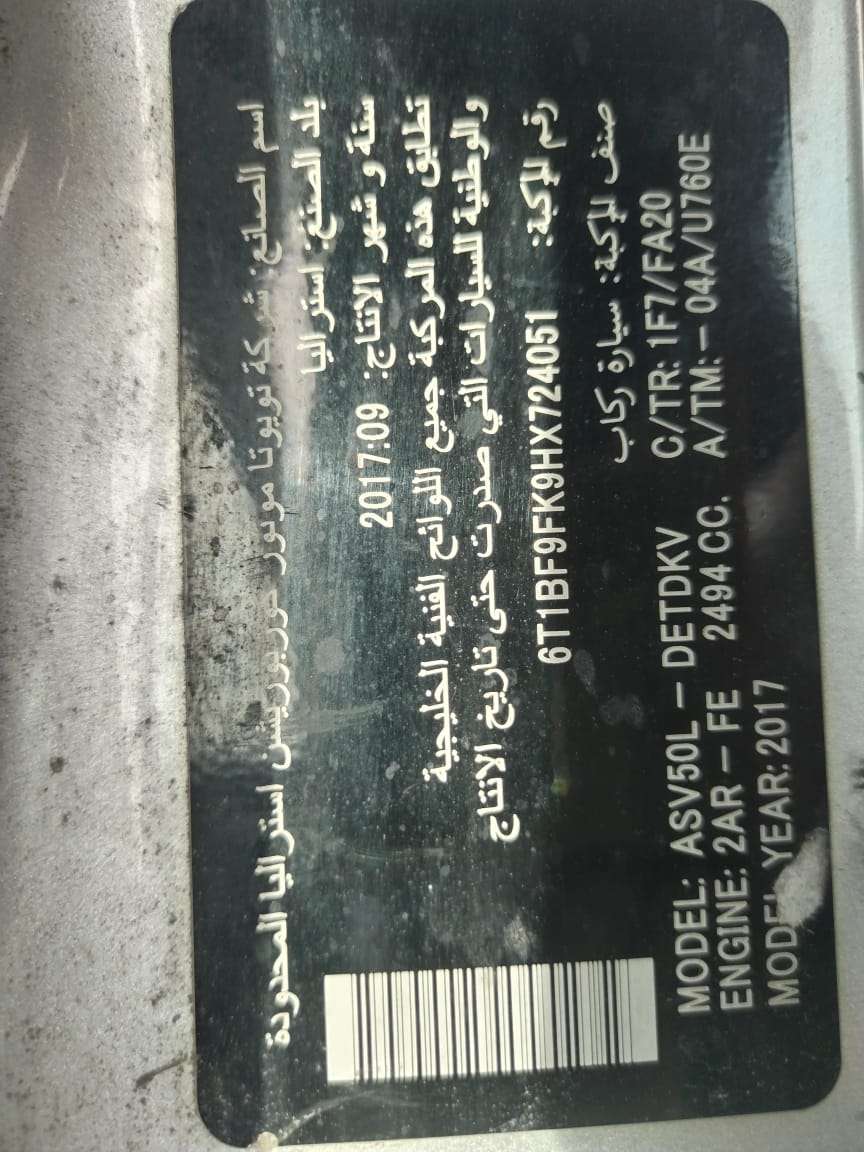 اسم الصانع: شركة تويوتا موتور كوربوريشن استراليا المحدودة
بلد الصنع: استراليا
سنة و شهر الانتاج: 2017:09
تطابق هذه المركبة جميع اللوائح الفنية الخليجية
والوطنية للسيارات التي صدرت حتى تاريخ الانتاج
رقم المركبة: 6T1BF9FK9HX724051
صنف المركبة: سيارة ركاب
MODEL: ASV50L – DETDKV C/TR: 1F7/FA20
ENGINE: 2AR – FE 2494 CC. A/TM: – 04A/U760E
MODEL YEAR: 2017